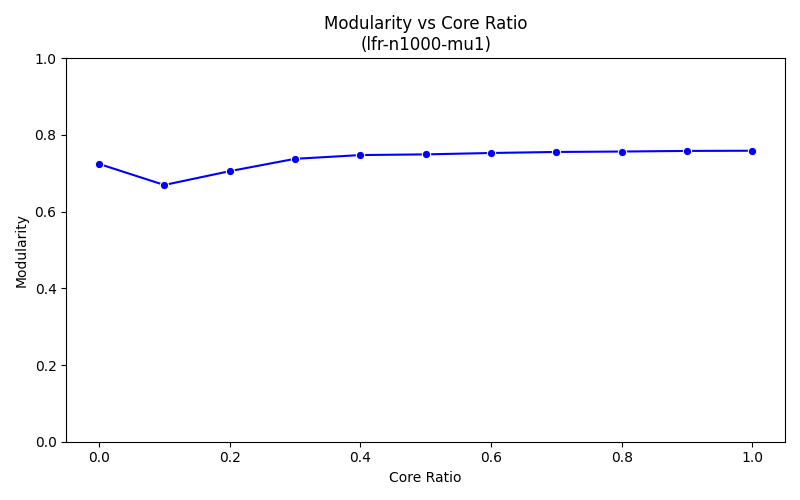 Modularity vs Core Ratio
(lfr-n1000-mu1)
1.0
0.8
0.6
0.4
0.2
0.0
Modularity
0.0 0.2 0.4 0.6 0.8 1.0
Core Ratio